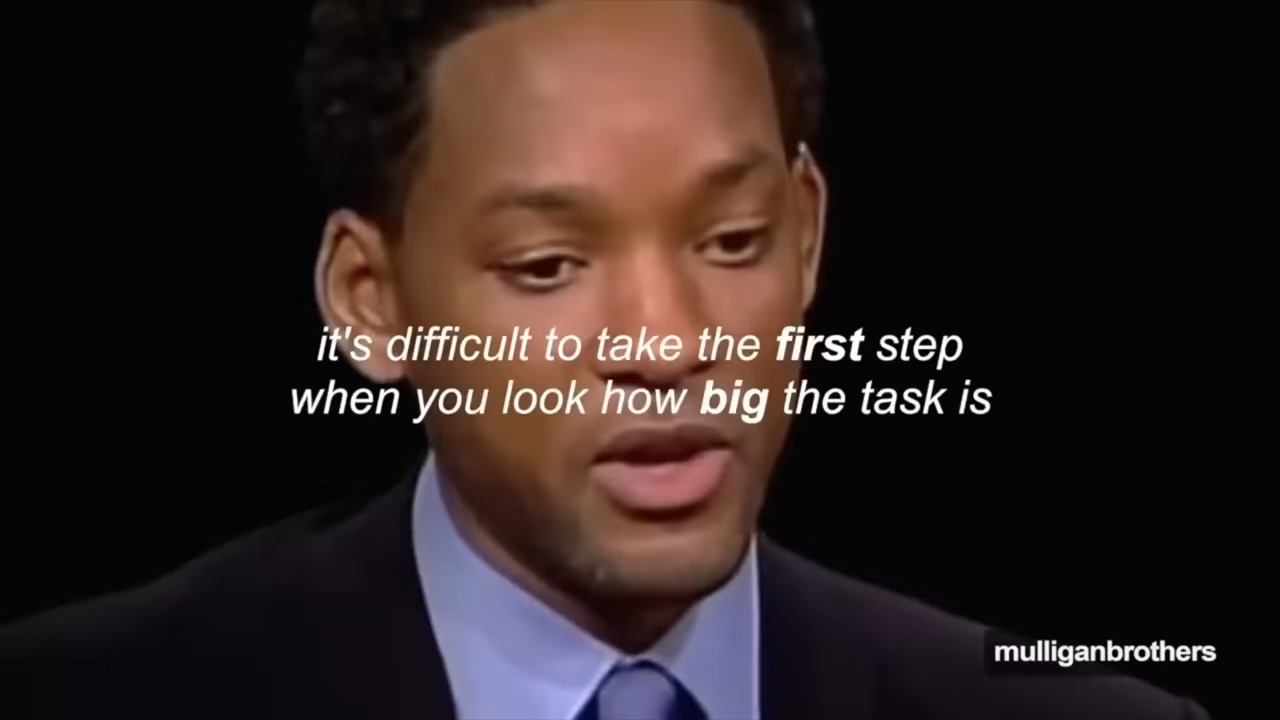 it's difficult to take the first step
when you look how big the task is
mulliganbrothers